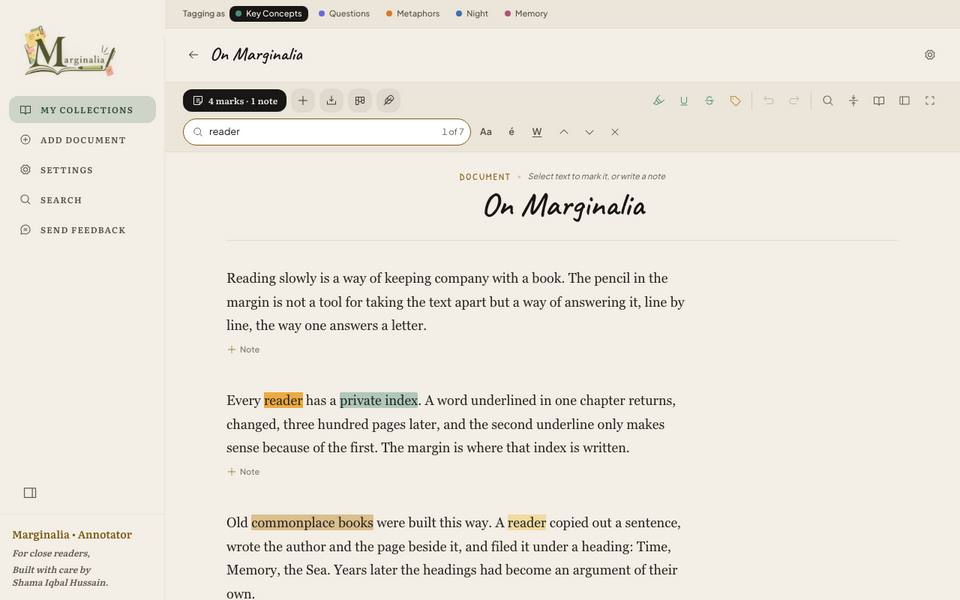 Tagging as Key Concepts Questions Metaphors Night Memory
Marginalia
On Marginalia
MY COLLECTIONS
ADD DOCUMENT
SETTINGS
SEARCH
SEND FEEDBACK
4 marks · 1 note
reader 1 of 7 Aa é W
DOCUMENT • Select text to mark it, or write a note
On Marginalia
Reading slowly is a way of keeping company with a book. The pencil in the
margin is not a tool for taking the text apart but a way of answering it, line by
line, the way one answers a letter.
+ Note
Every reader has a private index. A word underlined in one chapter returns,
changed, three hundred pages later, and the second underline only makes
sense because of the first. The margin is where that index is written.
+ Note
Old commonplace books were built this way. A reader copied out a sentence,
wrote the author and the page beside it, and filed it under a heading: Time,
Memory, the Sea. Years later the headings had become an argument of their
own.
Marginalia • Annotator
For close readers,
Built with care by
Shama Iqbal Hussain.